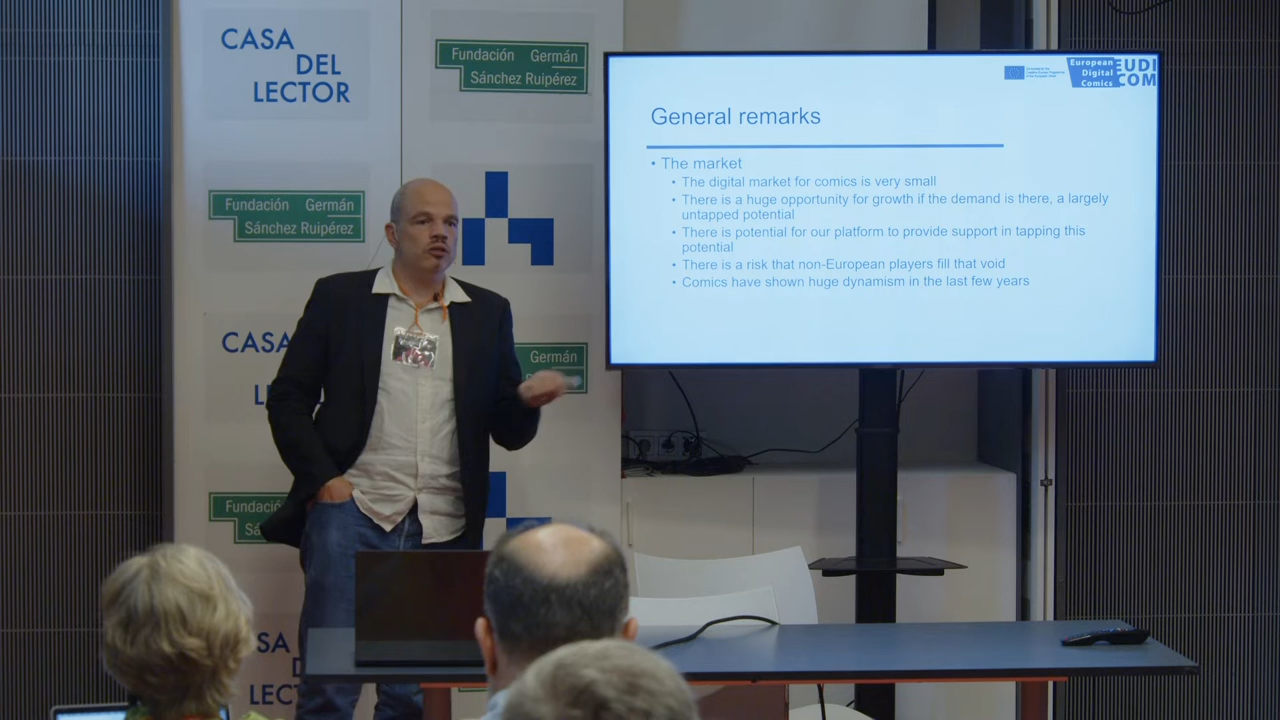 CASA
DEL
LECTOR
Fundación Germán
Sánchez Ruipérez
Fundación Germán
Sánchez Ruipérez
CASA
L
Germán
Fundació
Sá
SA
D
LECT
European
Digital
Comics
EUDI
COM
General remarks
• The market
• The digital market for comics is very small
• There is a huge opportunity for growth if the demand is there, a largely
untapped potential
• There is potential for our platform to provide support in tapping this
potential
• There is a risk that non-European players fill that void
• Comics have shown huge dynamism in the last few years